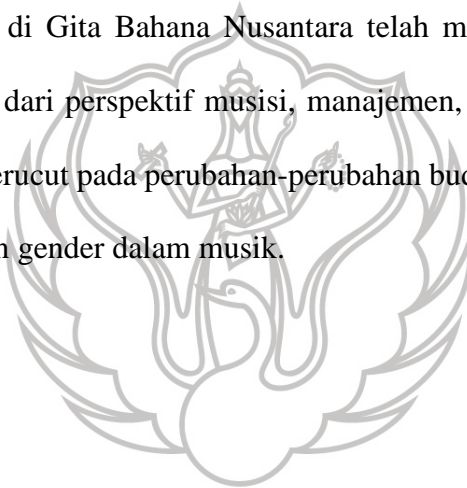 di Gita Bahana Nusantara telah m
dari perspektif musisi, manajemen,
erucut pada perubahan-perubahan bud
gender dalam musik.